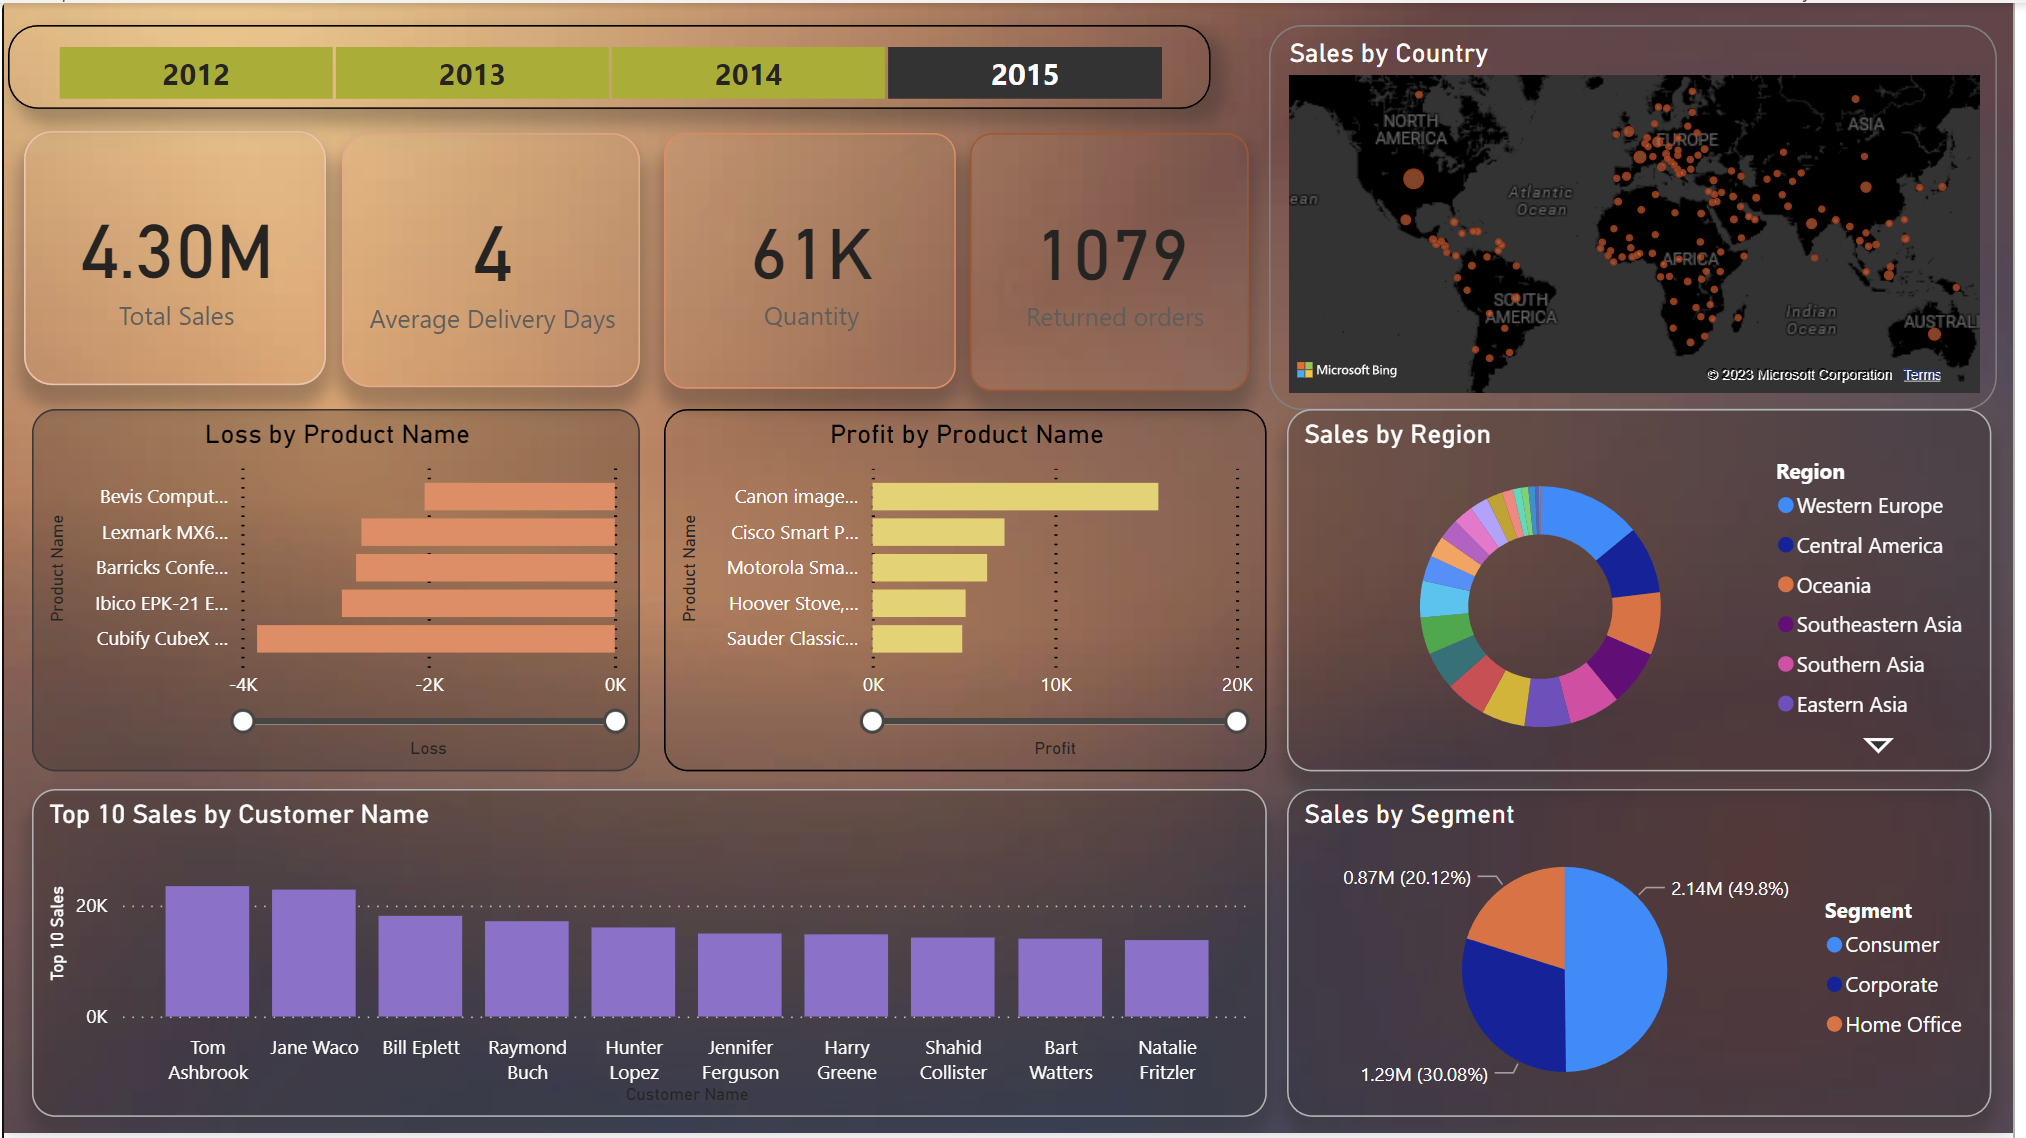 2012
2013
2014
2015
4.30M
Total Sales
4
Average Delivery Days
61K
Quantity
1079
Returned orders
Sales by Country
NORTH
AMERICA
EUROPE
ASIA
ean
Atlantic
Ocean
AFRICA
SOUTH
AMERICA
Indian
Ocean
AUSTRALI
Microsoft Bing
© 2023 Microsoft Corporation Terms
Loss by Product Name
Product Name
Bevis Comput...
Lexmark MX6...
Barricks Confe...
Ibico EPK-21 E...
Cubify CubeX ...
-4K
-2K
0K
Loss
Profit by Product Name
Product Name
Canon image...
Cisco Smart P...
Motorola Sma...
Hoover Stove,...
Sauder Classic...
0K
10K
20K
Profit
Sales by Region
Region
Western Europe
Central America
Oceania
Southeastern Asia
Southern Asia
Eastern Asia
Top 10 Sales by Customer Name
Top 10 Sales
20K
0K
Tom
Ashbrook
Jane Waco
Bill Eplett
Raymond
Buch
Hunter
Lopez
Jennifer
Ferguson
Harry
Greene
Shahid
Collister
Bart
Watters
Natalie
Fritzler
Customer Name
Sales by Segment
0.87M (20.12%)
2.14M (49.8%)
1.29M (30.08%)
Segment
Consumer
Corporate
Home Office